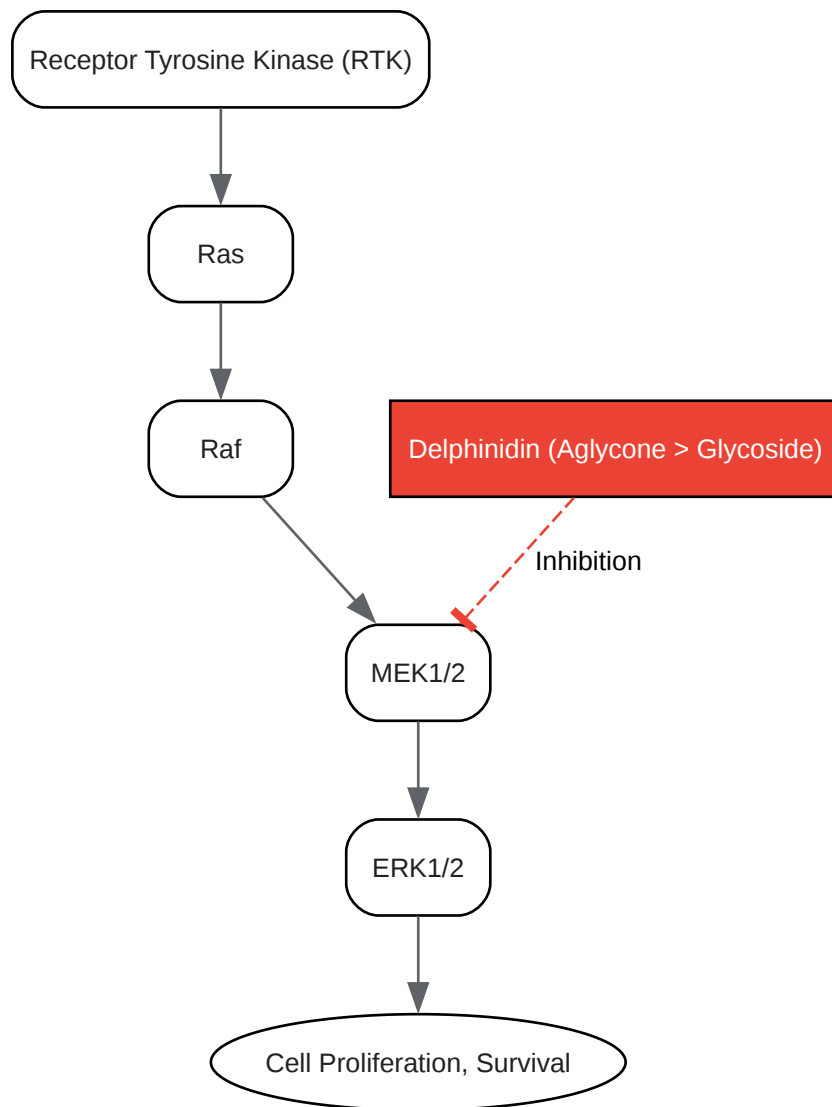 Receptor Tyrosine Kinase (RTK)
Ras
Raf
Delphinidin (Aglycone > Glycoside)
Inhibition
MEK1/2
ERK1/2
Cell Proliferation, Survival